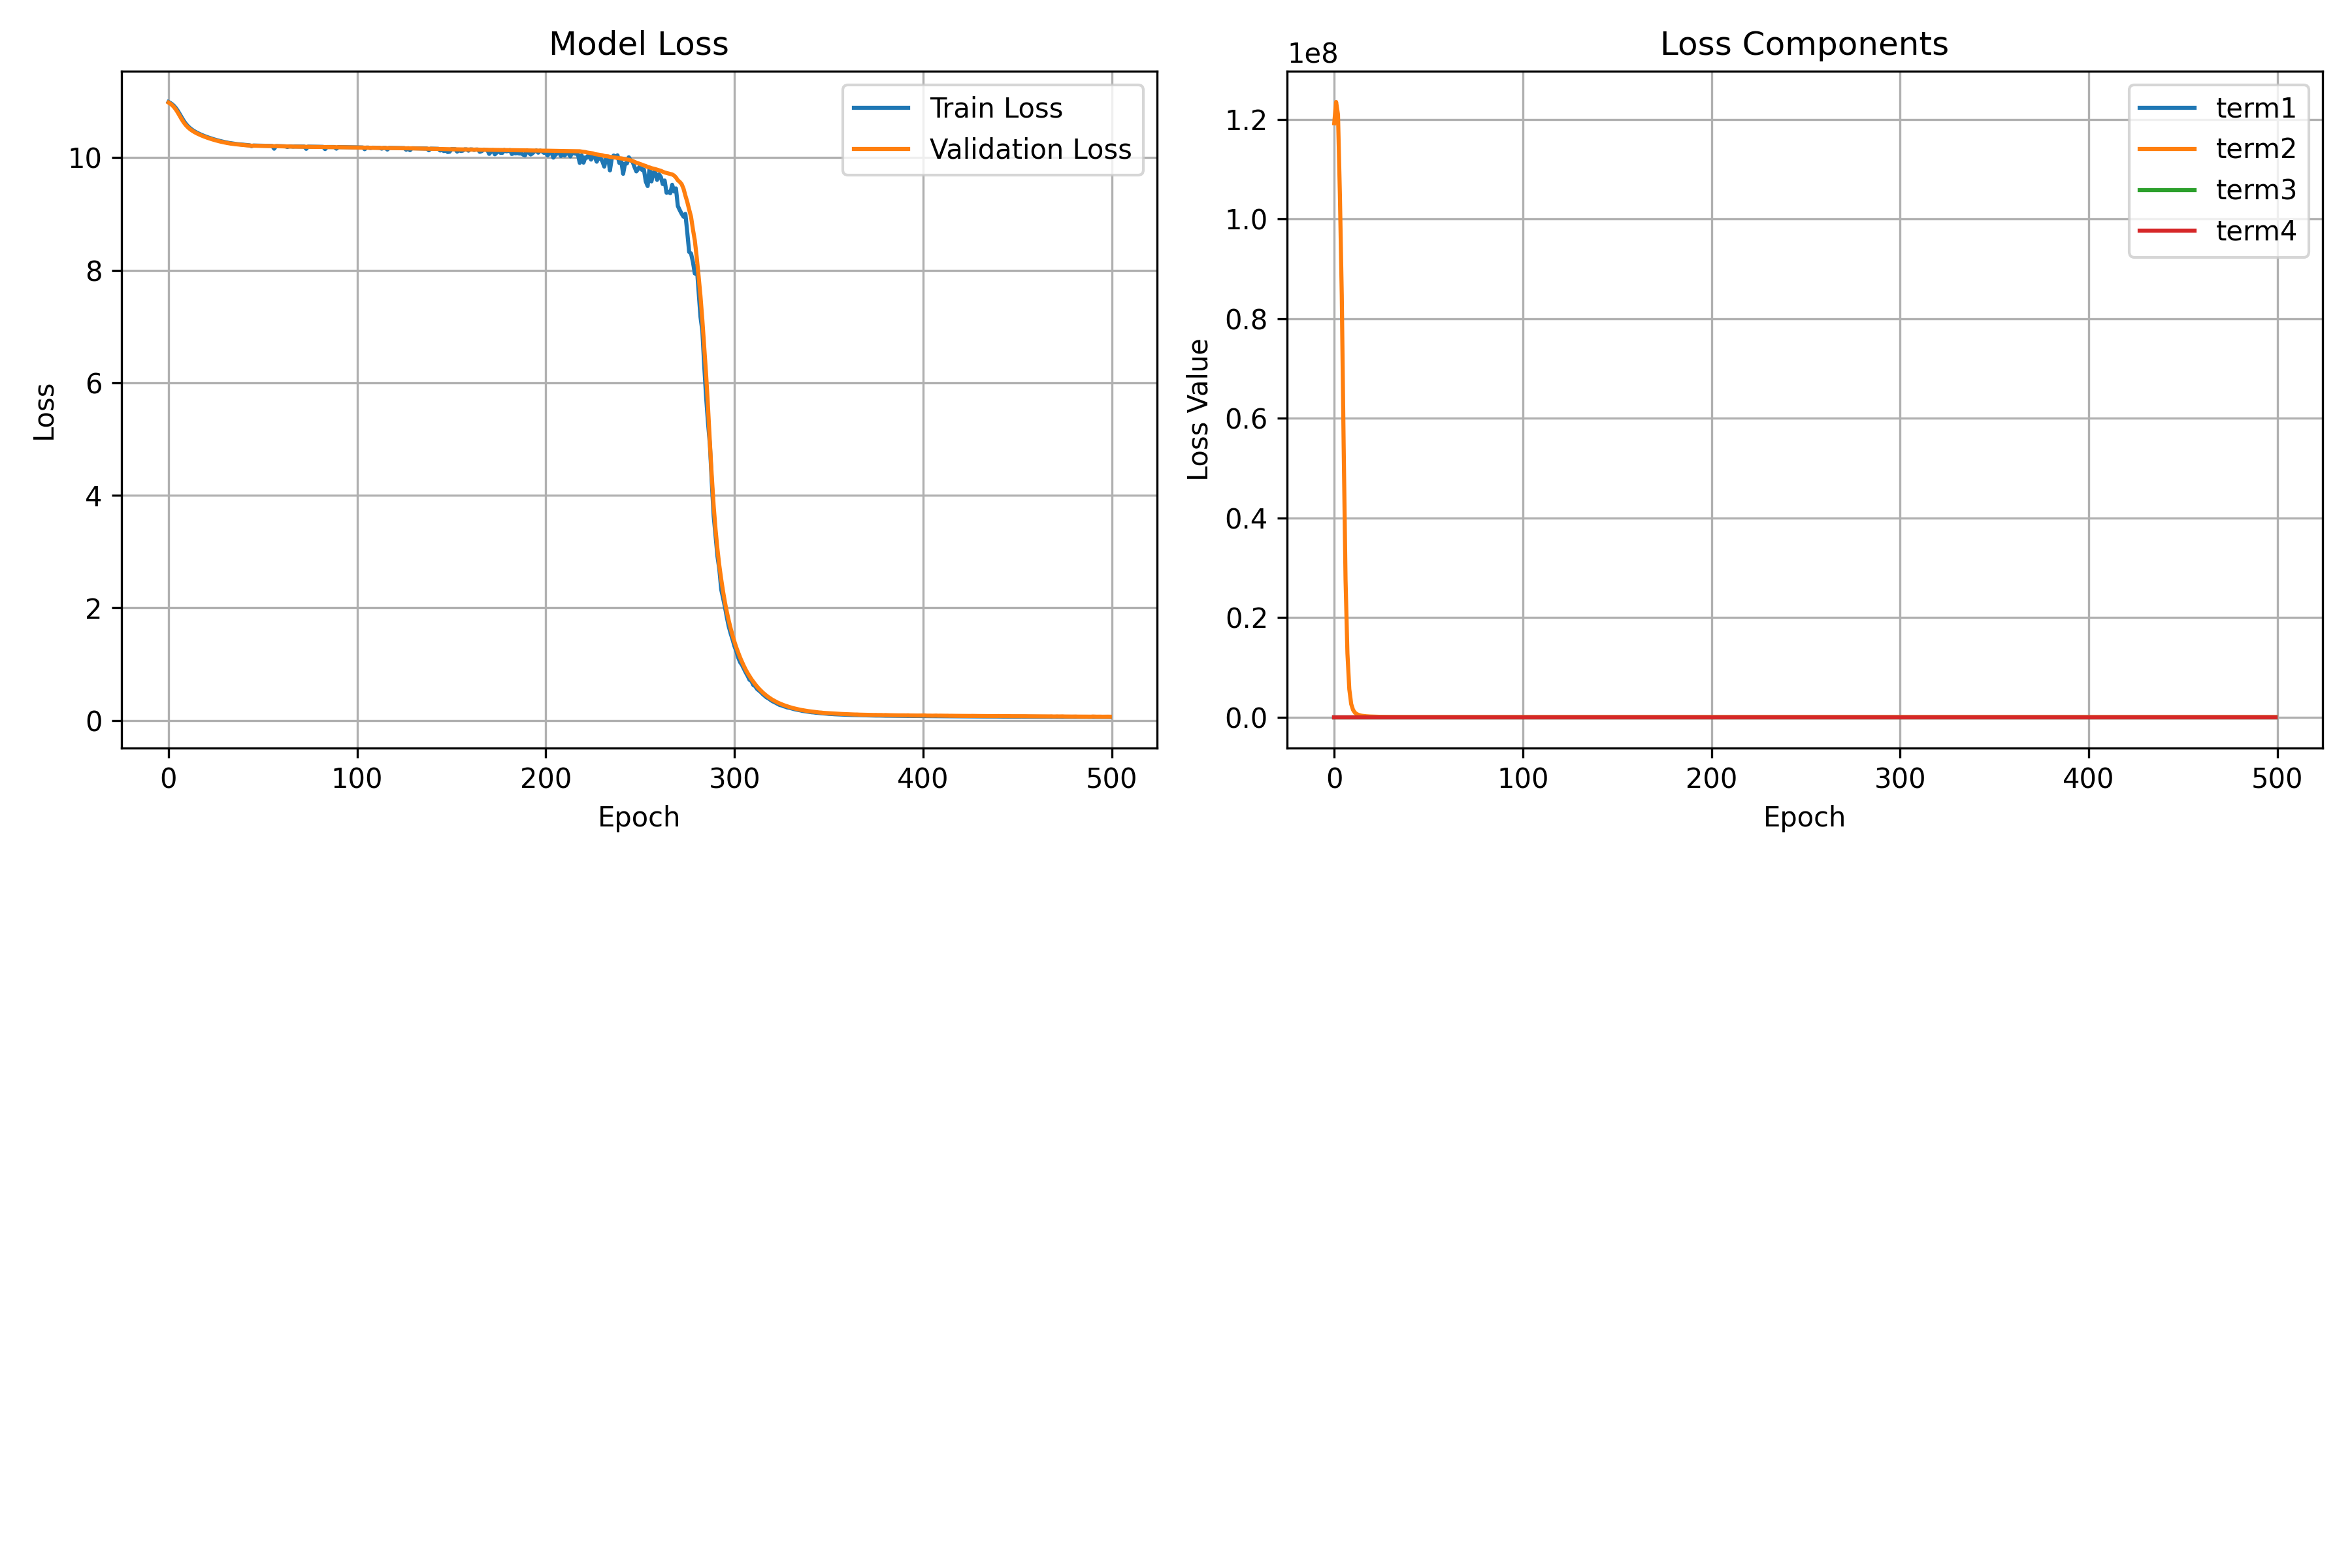 Model Loss
Train Loss
Validation Loss
10
8
6
4
2
0
Loss
0 100 200 300 400 500
Epoch
Loss Components
1e8
term1
term2
term3
term4
1.2
1.0
0.8
0.6
0.4
0.2
0.0
Loss Value
0 100 200 300 400 500
Epoch